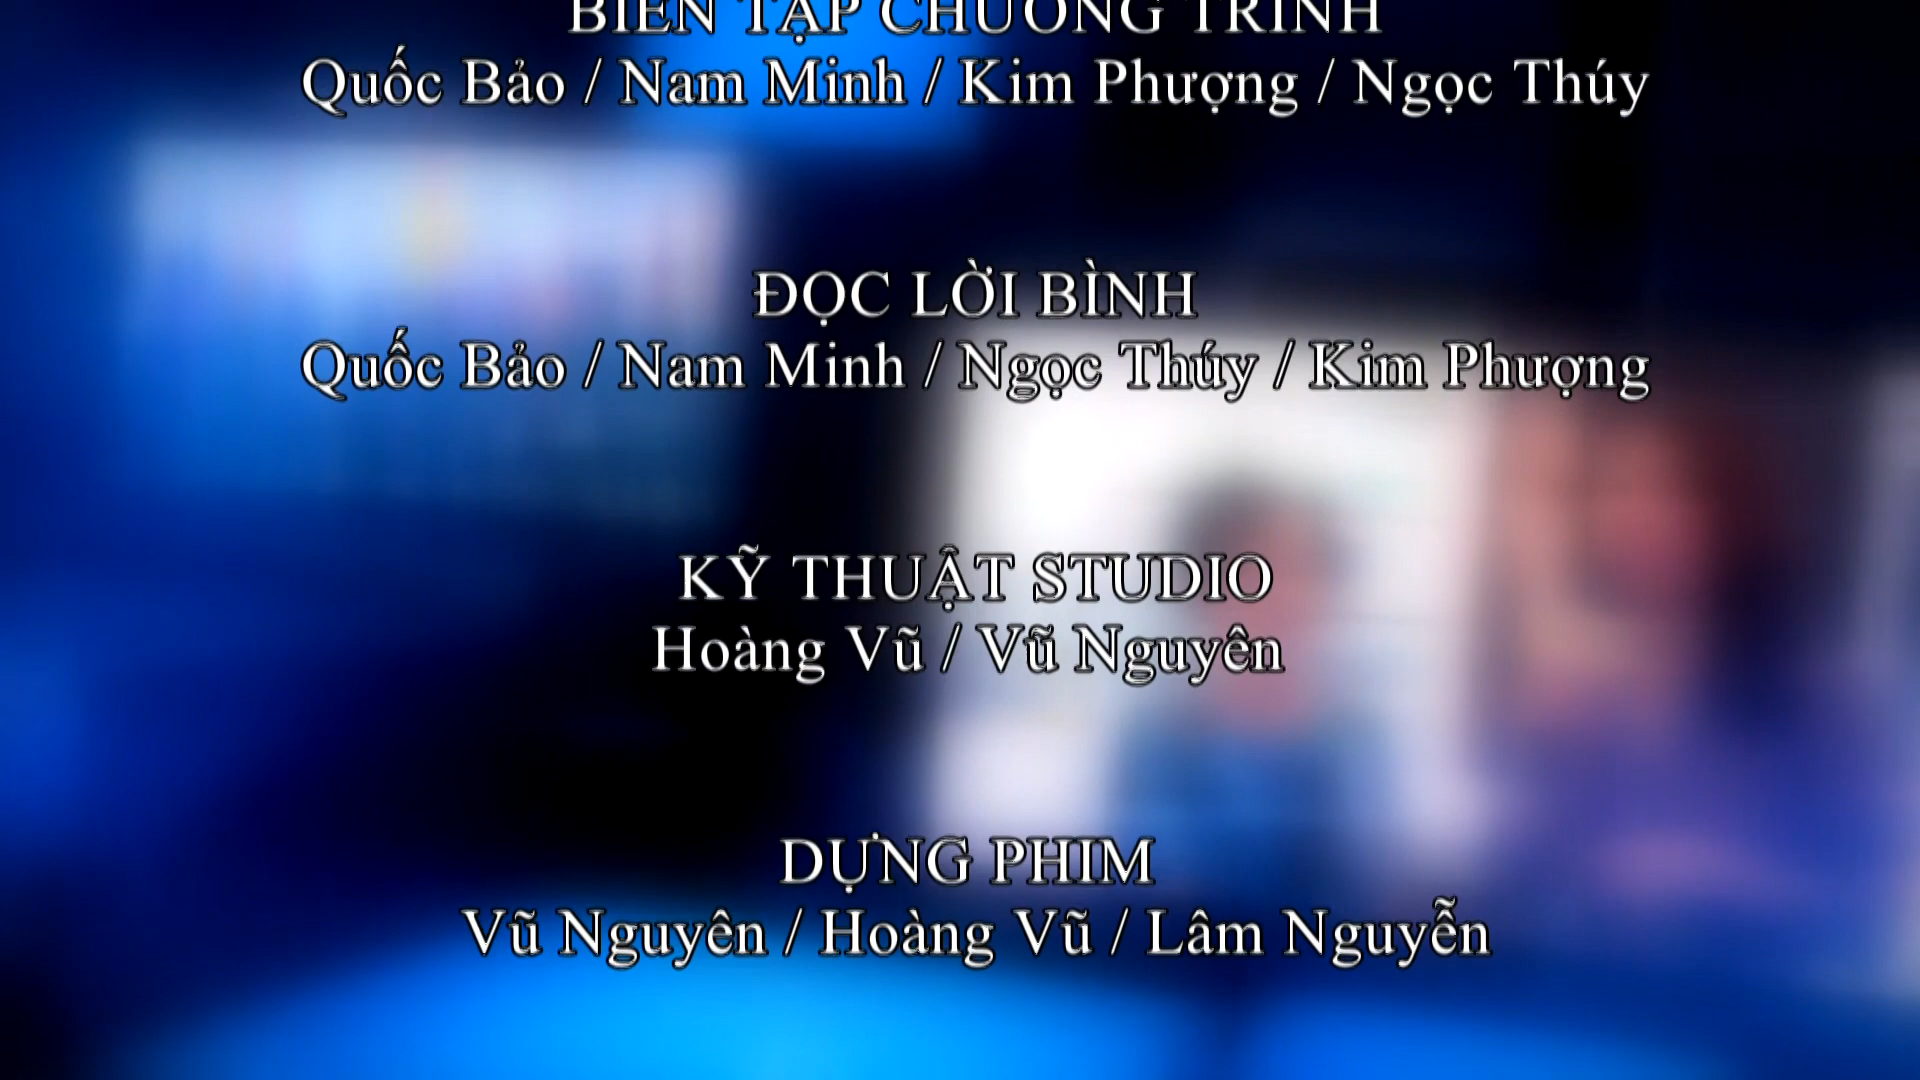 BIÊN TẬP CHƯƠNG TRÌNH
Quốc Bảo / Nam Minh / Kim Phượng / Ngọc Thúy
ĐỌC LỜI BÌNH
Quốc Bảo / Nam Minh / Ngọc Thúy / Kim Phượng
KỸ THUẬT STUDIO
Hoàng Vũ / Vũ Nguyên
DỰNG PHIM
Vũ Nguyên / Hoàng Vũ / Lâm Nguyễn